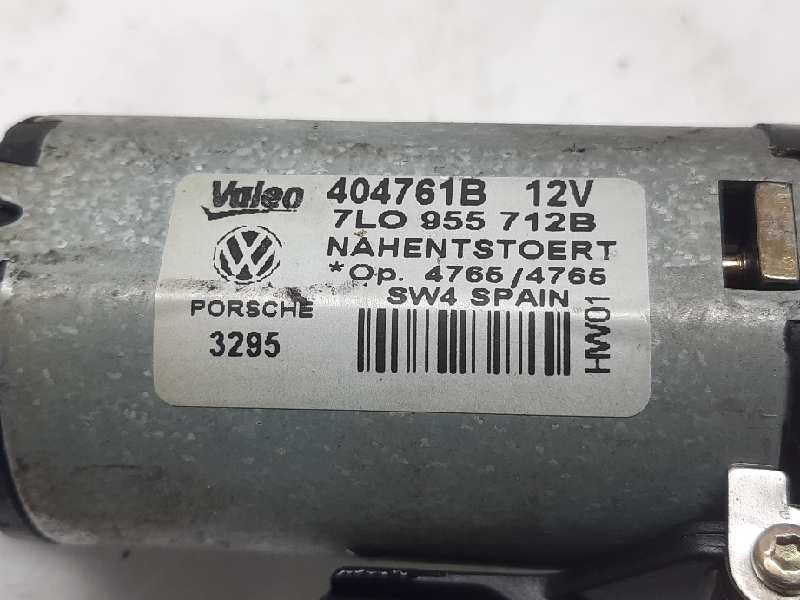 Valeo 404761B 12V
7L0 955 712B
NAHENTSTOERT
*Op. 4765/4765
SW4 SPAIN
PORSCHE
3295
HW01